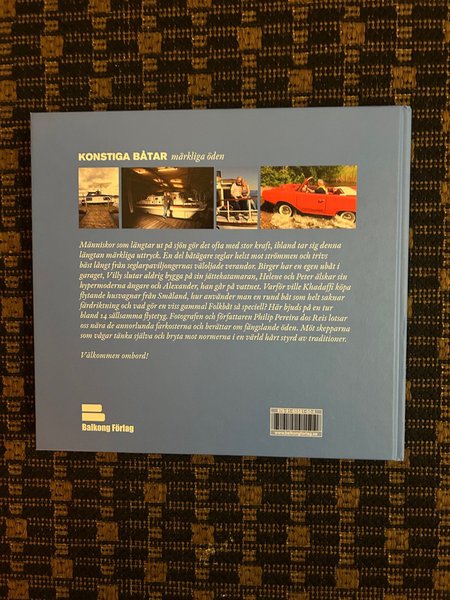 KONSTIGA BÅTAR märkliga öden
Människor som längtar ut på sjön gör det ofta med stor kraft, ibland tar sig denna
längtan märkliga uttryck. En del båtägare seglar helst mot strömmen och trivs
bäst långt från seglarpaviljongernas väloljade verandor. Birger har en egen ubåt i
garaget, Villy slutar aldrig bygga på sin jättekatamaran, Helene och Peter älskar sin
hypermoderna ångare och Alexander, han går på vattnet. Varför ville Khadaffi köpa
flytande husvagnar från Småland, hur använder man en rund båt som helt saknar
färdriktning och vad gör en viss gammal Folkbåt så speciell? Här bjuds på en tur
bland 14 sällsamma flytetyg. Fotografen och författaren Philip Pereira dos Reis lotsar
oss nära de annorlunda farkosterna och berättar om fängslande öden. Möt skepparna
som vågar tänka själva och bryta mot normerna i en värld hårt styrd av traditioner.
Välkommen ombord!
Balkong Förlag
www.balkongforlag.se